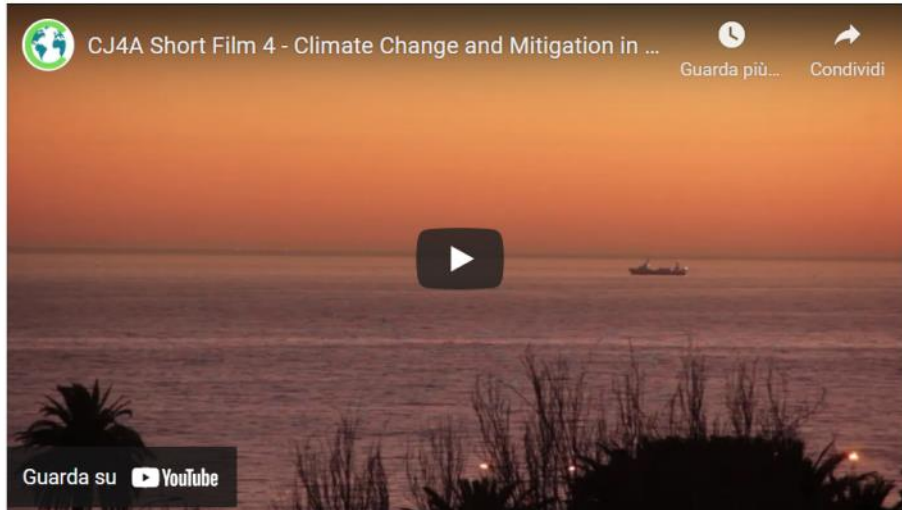 CJ4A Short Film 4 - Climate Change and Mitigation in ...
Guarda più...
Condividi
Guarda su YouTube